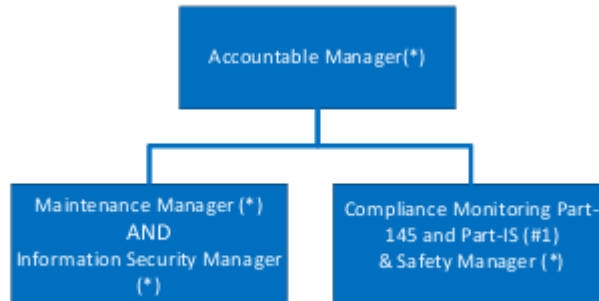 Accountable Manager(*)
Maintenance Manager (*)
AND
Information Security Manager
(*)
Compliance Monitoring Part-
145 and Part-IS (#1)
& Safety Manager (*)